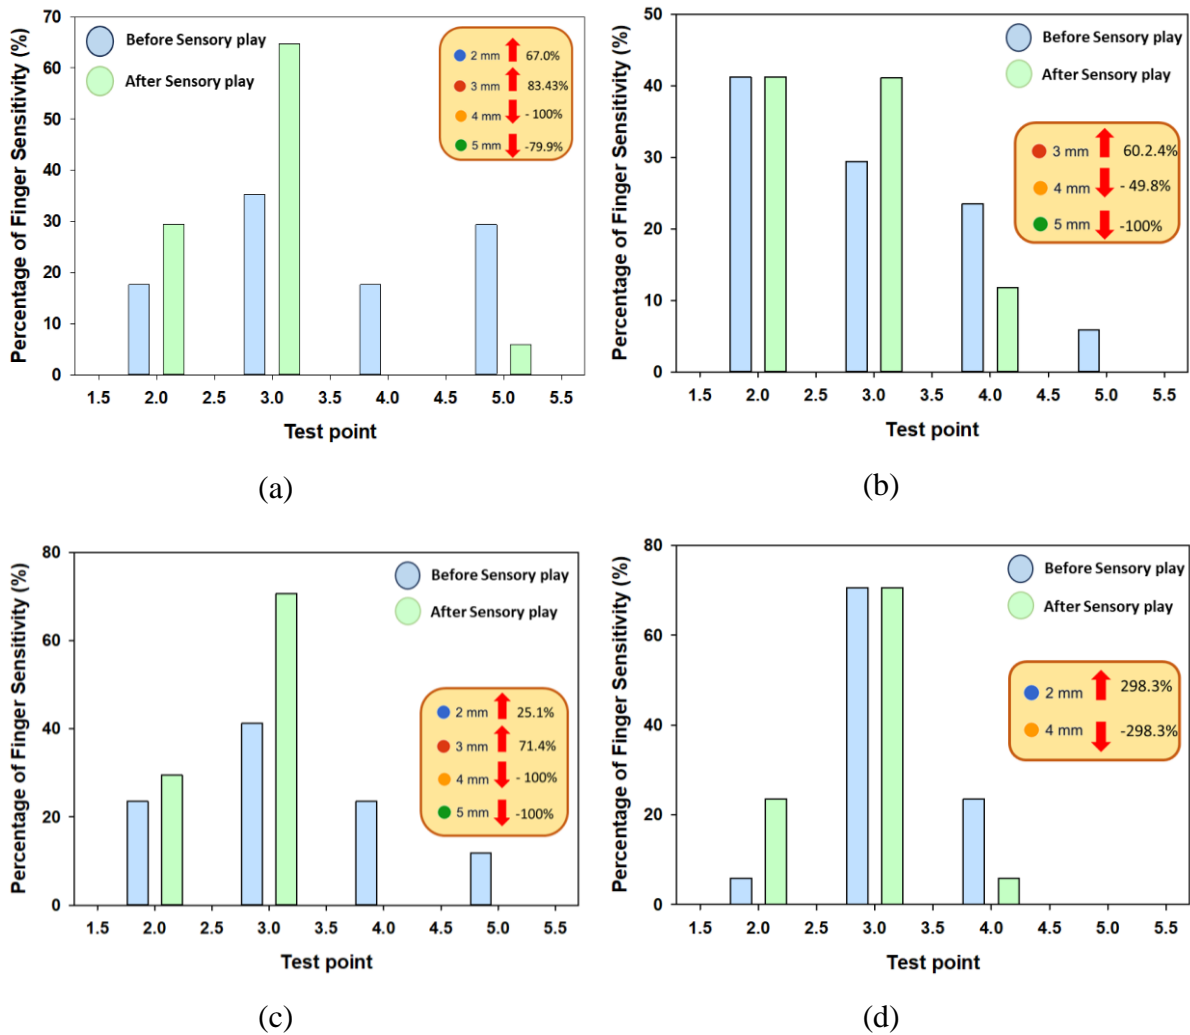 Percentage of Finger Sensitivity (%)
70
60
50
40
30
20
10
0
Before Sensory play
After Sensory play
2 mm 67.0%
3 mm 83.43%
4 mm - 100%
5 mm -79.9%
1.5 2.0 2.5 3.0 3.5 4.0 4.5 5.0 5.5
Test point
(a)
Percentage of Finger Sensitivity (%)
50
40
30
20
10
0
Before Sensory play
After Sensory play
3 mm 60.2.4%
4 mm - 49.8%
5 mm -100%
1.5 2.0 2.5 3.0 3.5 4.0 4.5 5.0 5.5
Test point
(b)
Percentage of Finger Sensitivity (%)
80
60
40
20
0
Before Sensory play
After Sensory play
2 mm 25.1%
3 mm 71.4%
4 mm - 100%
5 mm -100%
1.5 2.0 2.5 3.0 3.5 4.0 4.5 5.0 5.5
Test point
(c)
Percentage of Finger Sensitivity (%)
80
60
40
20
0
Before Sensory play
After Sensory play
2 mm 298.3%
4 mm -298.3%
1.5 2.0 2.5 3.0 3.5 4.0 4.5 5.0 5.5
Test point
(d)